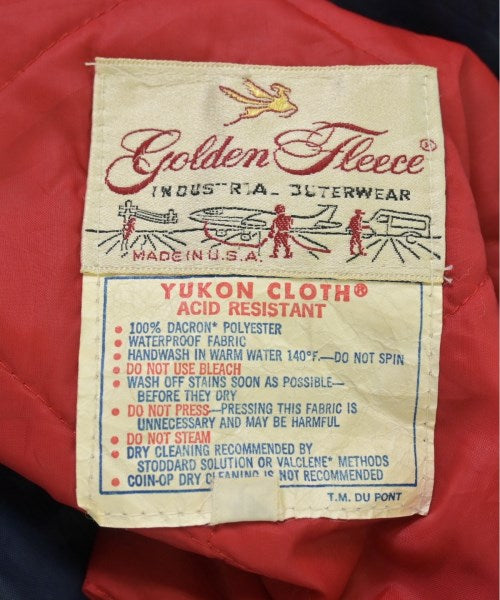 Golden Fleece®
INDUSTRIAL OUTERWEAR
MADE IN U.S.A.
YUKON CLOTH®
ACID RESISTANT
• 100% DACRON* POLYESTER
• WATERPROOF FABRIC
• HANDWASH IN WARM WATER 140°F.—DO NOT SPIN
• DO NOT USE BLEACH
• WASH OFF STAINS SOON AS POSSIBLE—
BEFORE THEY DRY
• DO NOT PRESS—PRESSING THIS FABRIC IS
UNNECESSARY AND MAY BE HARMFUL
• DO NOT STEAM
• DRY CLEANING RECOMMENDED BY
STODDARD SOLUTION OR VALCLENE* METHODS
• COIN-OP DRY CLEANING IS NOT RECOMMENDED
T.M. DU PONT